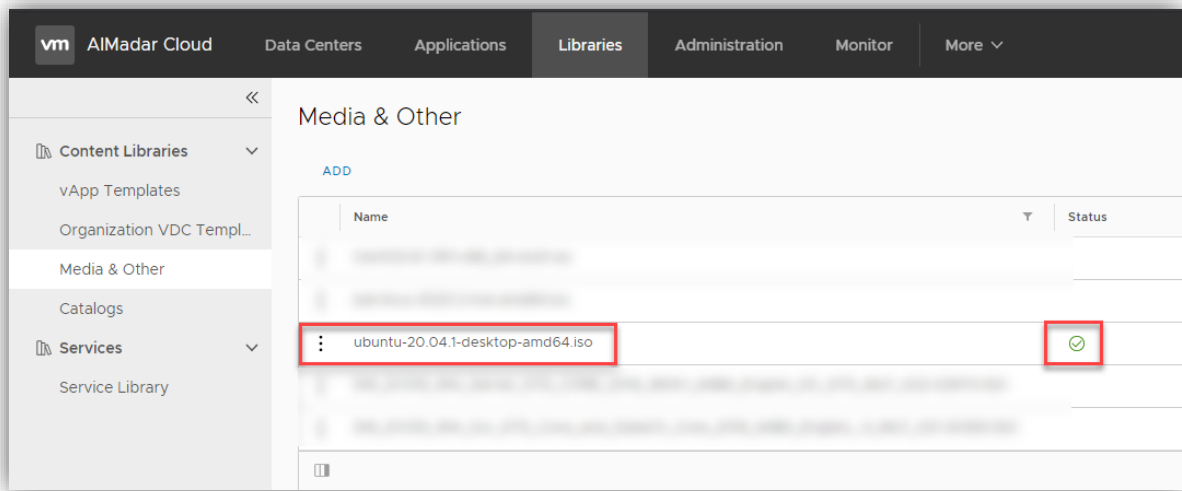 vm AlMadar Cloud Data Centers Applications Libraries Administration Monitor More
Media & Other
Content Libraries
vApp Templates
Organization VDC Templ...
Media & Other
Catalogs
Services
Service Library
ADD
Name Status
ubuntu-20.04.1-desktop-amd64.iso